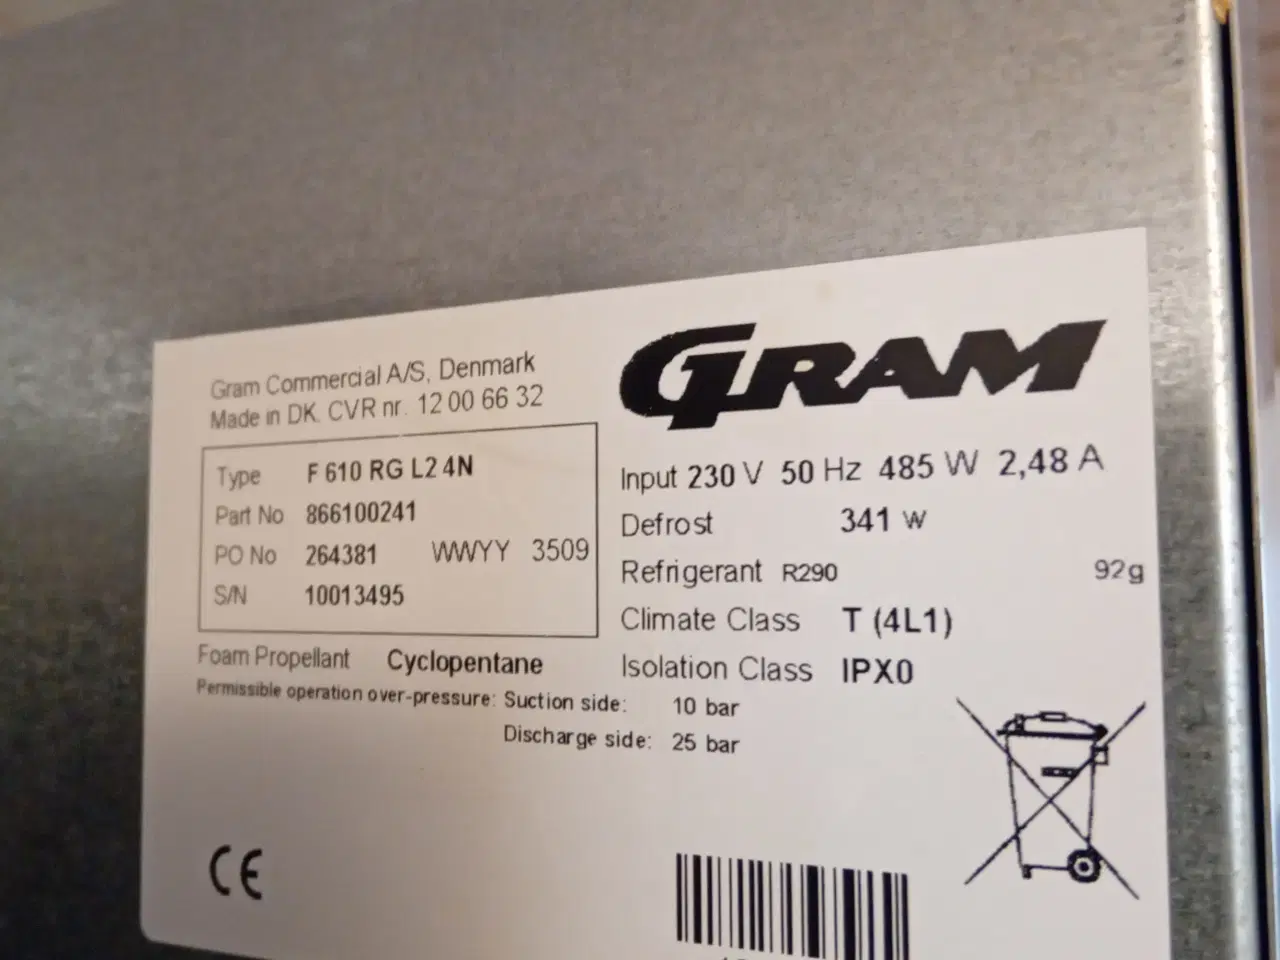 Gram Commercial A/S, Denmark
Made in DK. CVR nr. 12 00 66 32
Type F 610 RG L2 4N
Part No 866100241
PO No 264381 WWYY 3509
S/N 10013495
Foam Propellant Cyclopentane
Permissible operation over-pressure: Suction side: 10 bar
Discharge side: 25 bar
CE
GRAM
Input 230 V 50 Hz 485 W 2,48 A
Defrost 341 W
Refrigerant R290 92g
Climate Class T (4L1)
Isolation Class IPX0